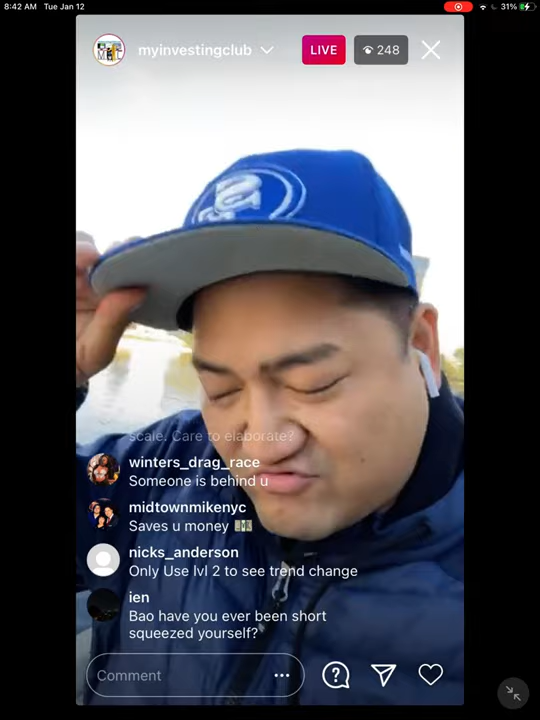 8:42 AM Tue Jan 12
31%
myinvestingclub
LIVE
248
scale. Care to elaborate?
winters_drag_race
Someone is behind u
midtownmikenyc
Saves u money
nicks_anderson
Only Use lvl 2 to see trend change
ien
Bao have you ever been short
squeezed yourself?
Comment